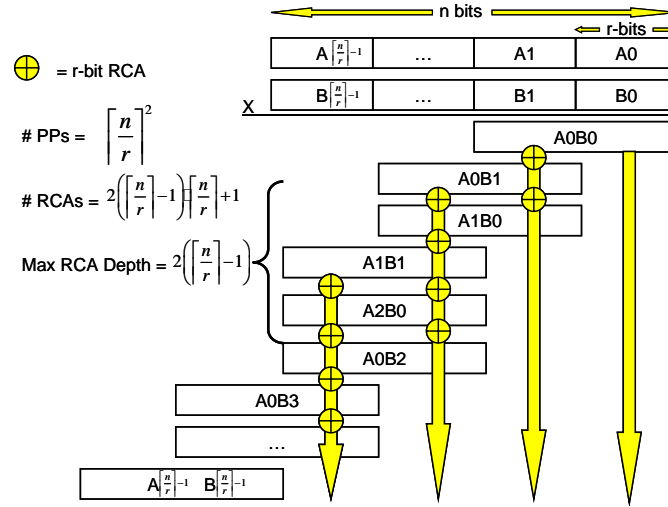 n bits
r-bits
A⌈n/r⌉−1 ... A1 A0
B⌈n/r⌉−1 ... B1 B0
X
= r-bit RCA
# PPs = ⌈n/r⌉²
# RCAs = 2(⌈n/r⌉−1)□⌈n/r⌉+1
Max RCA Depth = 2(⌈n/r⌉−1)
A0B0
A0B1
A1B0
A1B1
A2B0
A0B2
A0B3
...
A⌈n/r⌉−1 B⌈n/r⌉−1